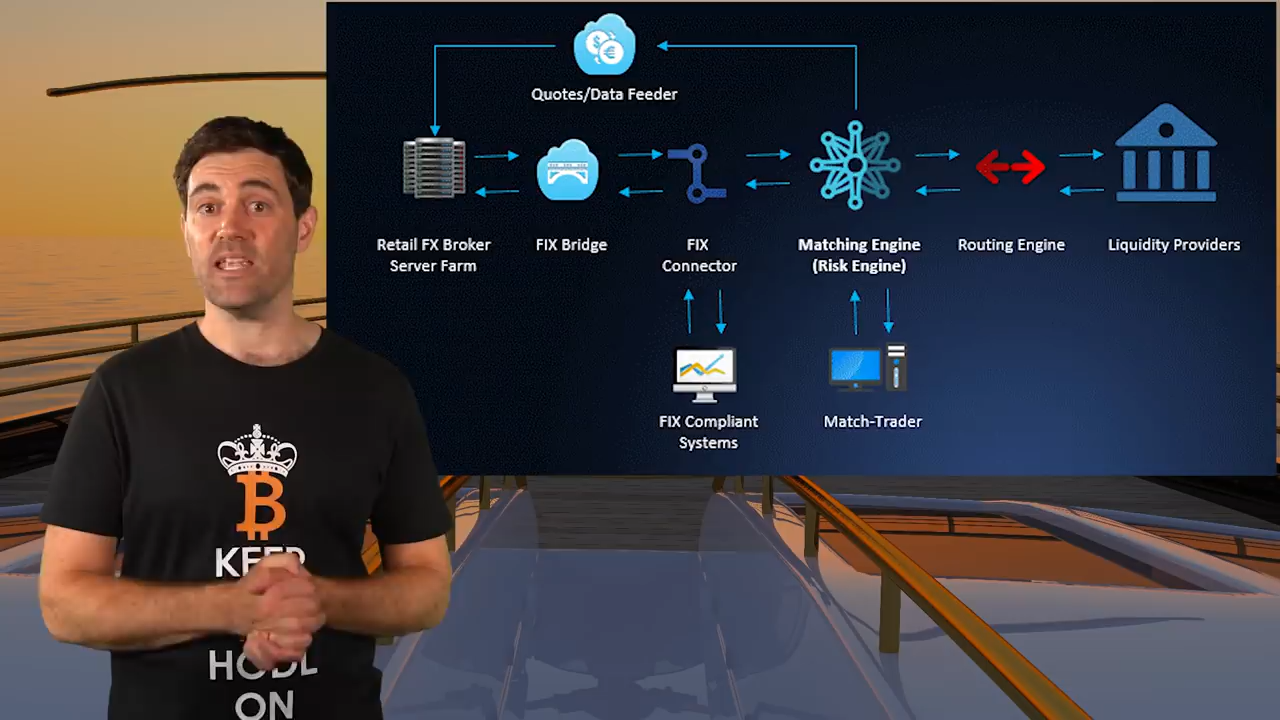 Quotes/Data Feeder
Retail FX Broker
Server Farm
FIX Bridge
FIX
Connector
Matching Engine
(Risk Engine)
Routing Engine
Liquidity Providers
FIX Compliant
Systems
Match-Trader
KEEP
HODL
ON